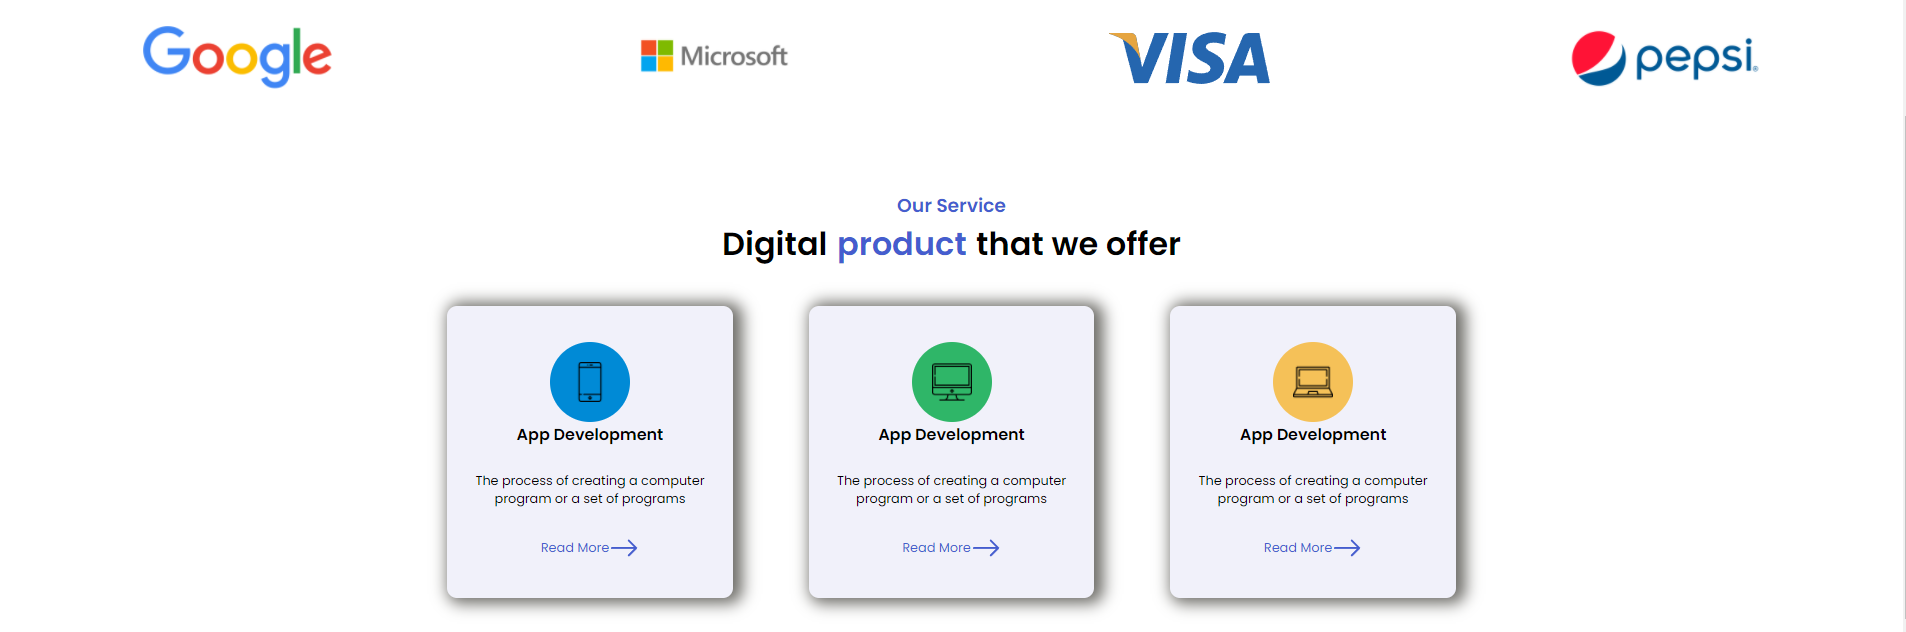 Google
Microsoft
VISA
pepsi
Our Service
Digital product that we offer
App Development
The process of creating a computer
program or a set of programs
Read More
App Development
The process of creating a computer
program or a set of programs
Read More
App Development
The process of creating a computer
program or a set of programs
Read More